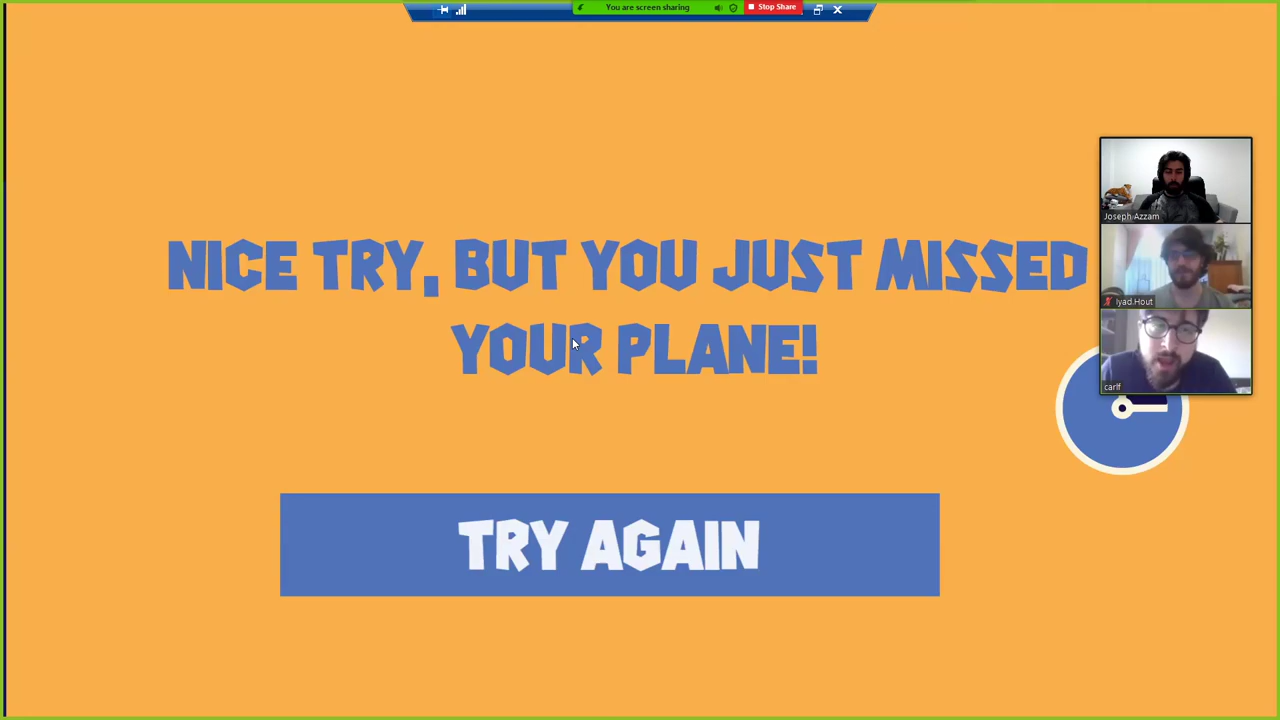 You are screen sharing
Stop Share
Joseph Azzam
Iyad.Hout
carlf
NICE TRY, BUT YOU JUST MISSED
YOUR PLANE!
TRY AGAIN